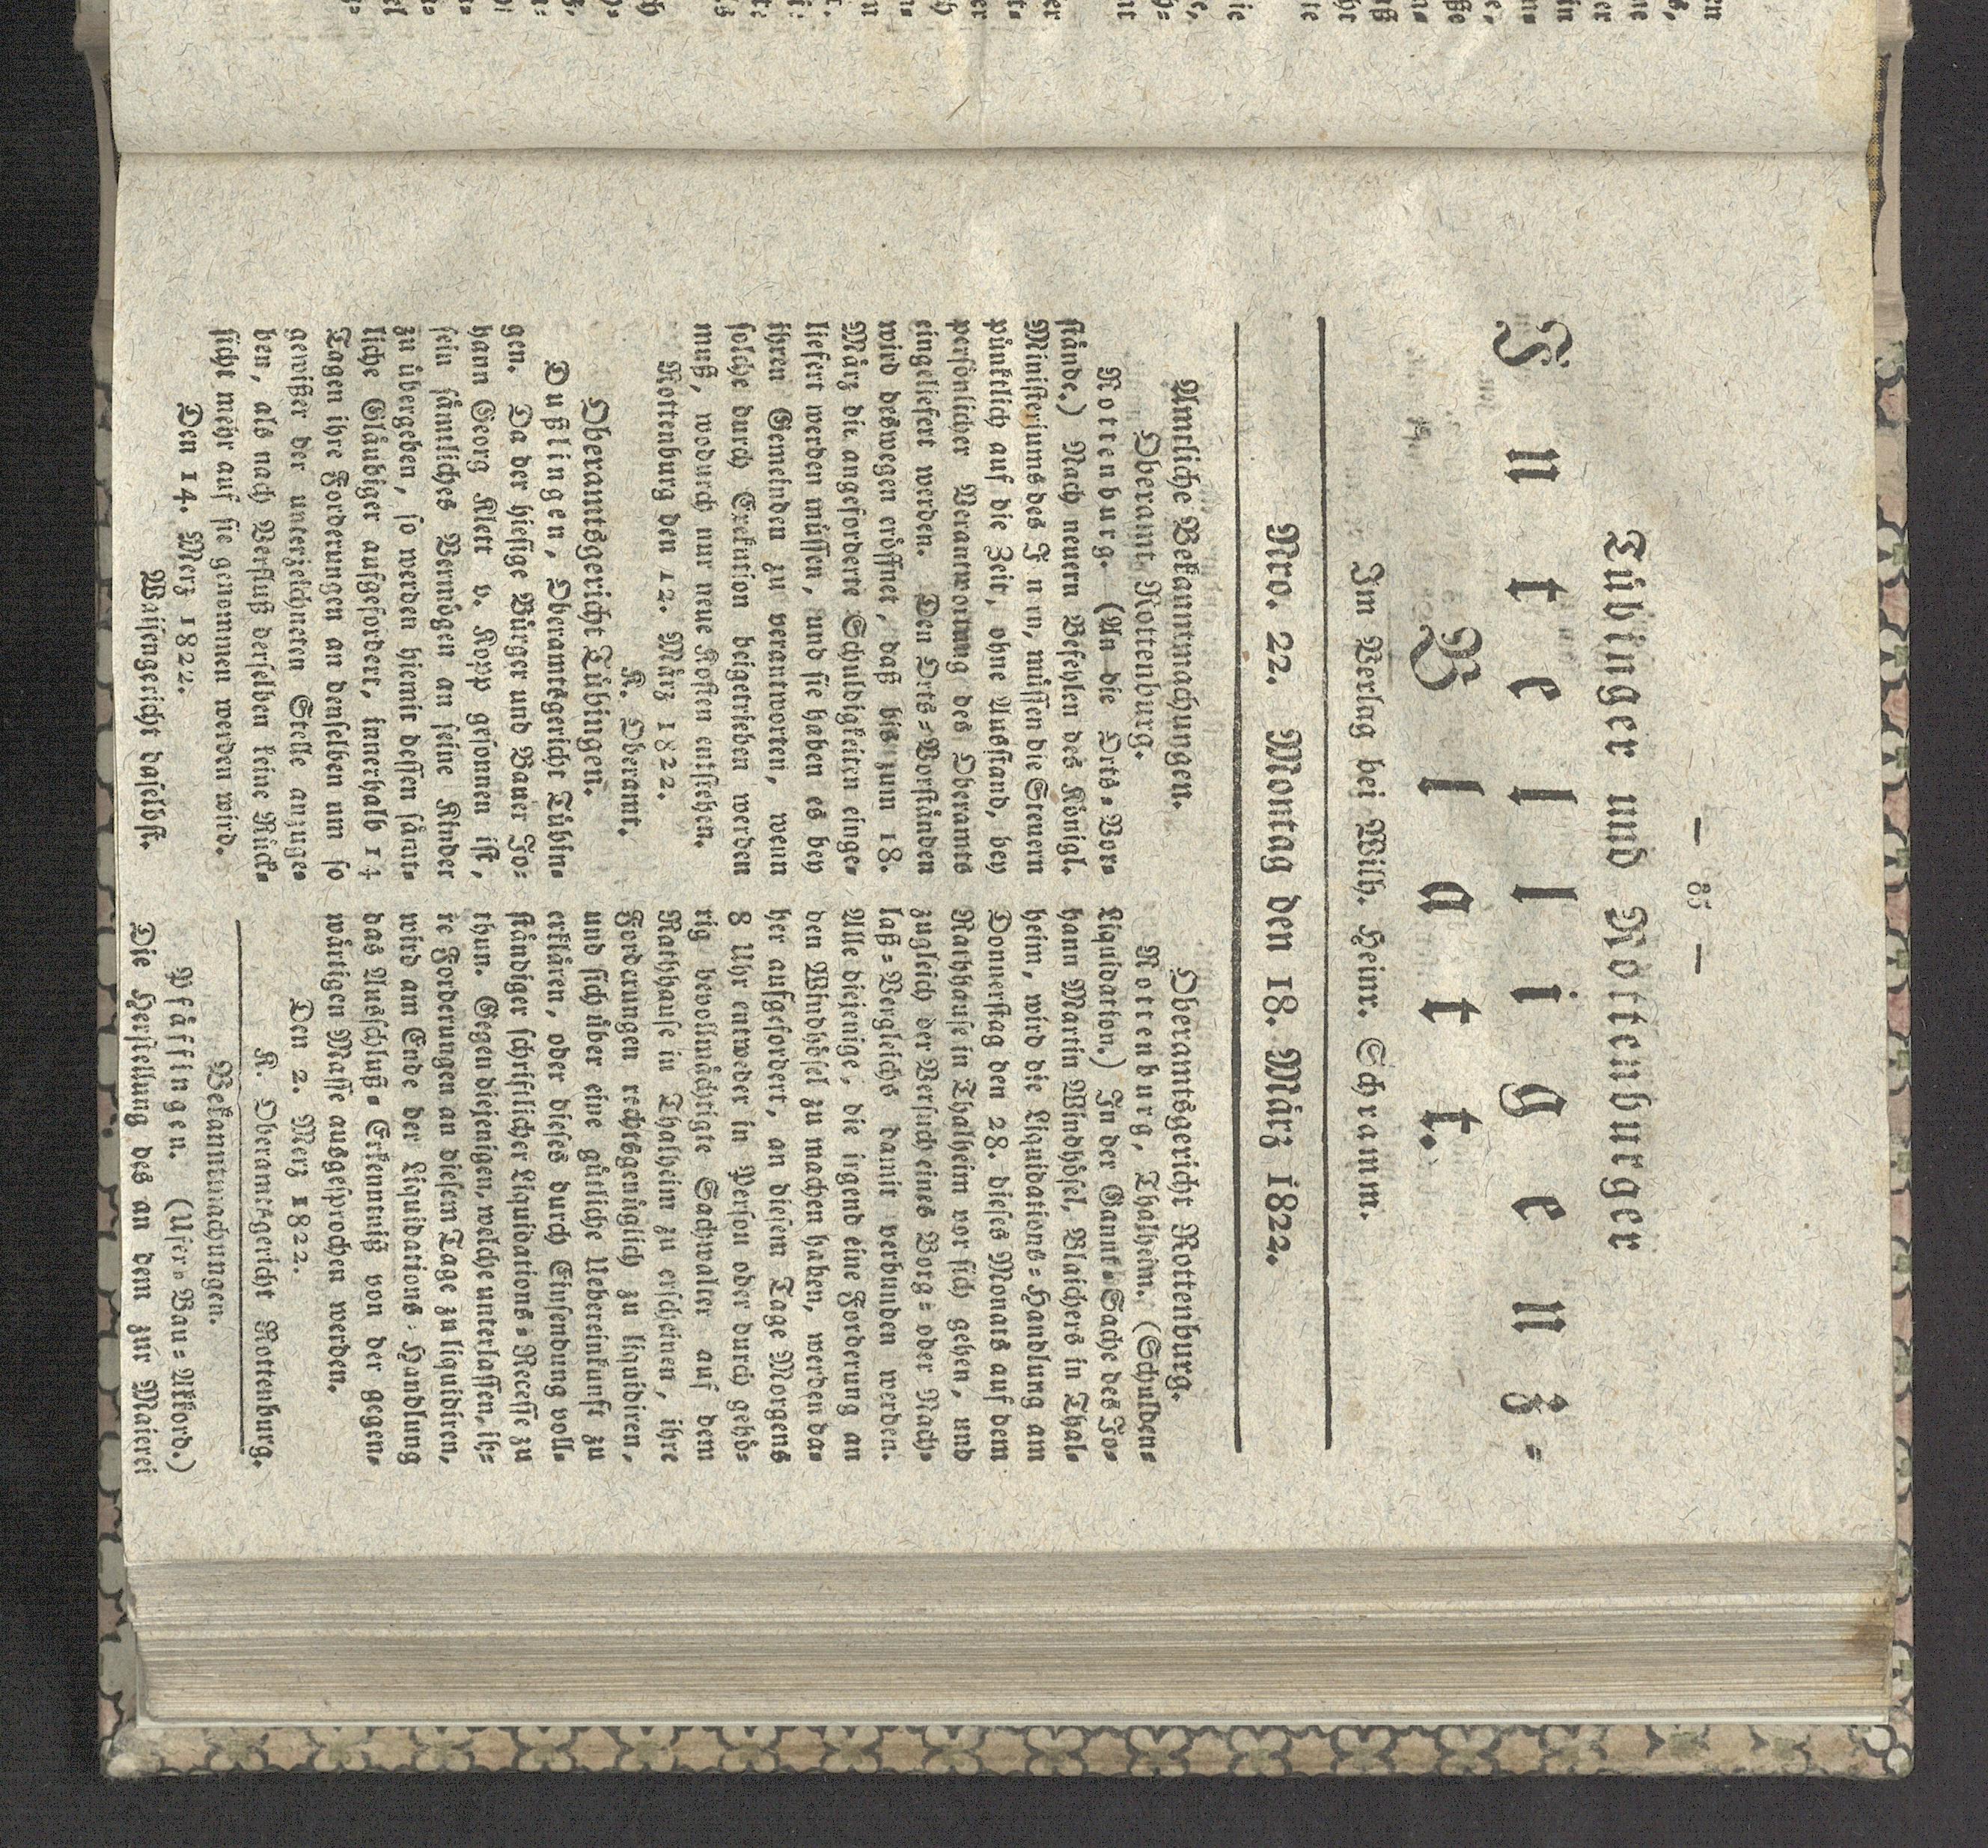 — 85 —
Tübinger und Rottenburger
Intelligenz-
Blatt.
Im Verlag bei Wilh. Heinr. Schramm.
Nro. 22. Montag den 18. März 1822.
Amtliche Bekanntmachungen.
Oberamt Rottenburg.
Rottenburg. (An die Orts-Vor-
stände.) Nach neuern Befehlen des Königl.
Ministeriums des Inn rn, müssen die Steuern
pünktlich auf die Zeit, ohne Ausstand, bey
persönlicher Verantwortung des Oberamts
eingeliefert werden. Den Orts-Vorständen
wird deswegen eröffnet, daß bis zum 18.
März die angeforderte Schuldigkeiten einge-
liefert werden müssen, und sie haben es bey
ihren Gemeinden zu verantworten, wenn
solche durch Exekution beigetrieben werden
muß, wodurch nur neue Kosten entstehen.
Rottenburg den 12. März 1822.
K. Oberamt.
Oberamtsgericht Tübingen.
Dußlingen, Oberamtsgericht Tübin-
gen. Da der hiesige Bürger und Bauer Jo-
hann Georg Klett v. Kopp gesonnen ist,
sein sämtliches Vermögen an seine Kinder
zu übergeben, so werden hiemit dessen sämt-
liche Gläubiger aufgefordert, innerhalb 14
Tagen ihre Forderungen an denselben um so
gewißer der unterzeichneten Stelle anzuge-
ben, als nach Verfluß derselben keine Rück-
sicht mehr auf sie genommen werden wird.
Den 14. Merz 1822.
Waisengericht daselbst.
Oberamtsgericht Rottenburg.
Rottenburg, Thalheim. (Schulden-
Liquidation.) In der Gannt-Sache des Jo-
hann Martin Windhösel, Blaichers in Thal-
heim, wird die Liquidations-Handlung am
Donnerstag den 28. dieses Monats auf dem
Rathhause in Thalheim vor sich gehen, und
zugleich der Versuch eines Borg- oder Nach-
laß-Vergleichs damit verbunden werden.
Alle diejenige, die irgend eine Forderung an
den Windhösel zu machen haben, werden da-
her aufgefordert, an diesem Tage Morgens
8 Uhr entweder in Person oder durch gehö-
rig bevollmächtigte Sachwalter auf dem
Rathhause in Thalheim zu erscheinen, ihre
Forderungen rechtsgenüglich zu liquidiren,
und sich über eine gütliche Uebereinkunft zu
erklären, oder dieses durch Einsendung voll-
ständiger schriftlicher Liquidations-Recesse zu
thun. Gegen diejenigen, welche unterlassen, ih-
re Forderungen an diesem Tage zu liquidiren,
wird am Ende der Liquidations-Handlung
das Ausschluß-Erkenntniß von der gegen-
wärtigen Masse ausgesprochen werden.
Den 2. Merz 1822.
K. Oberamtsgericht Rottenburg.
Bekanntmachungen.
Pfäffingen. (Ufer-Bau-Akkord.)
Die Herstellung des an dem zur Maierei